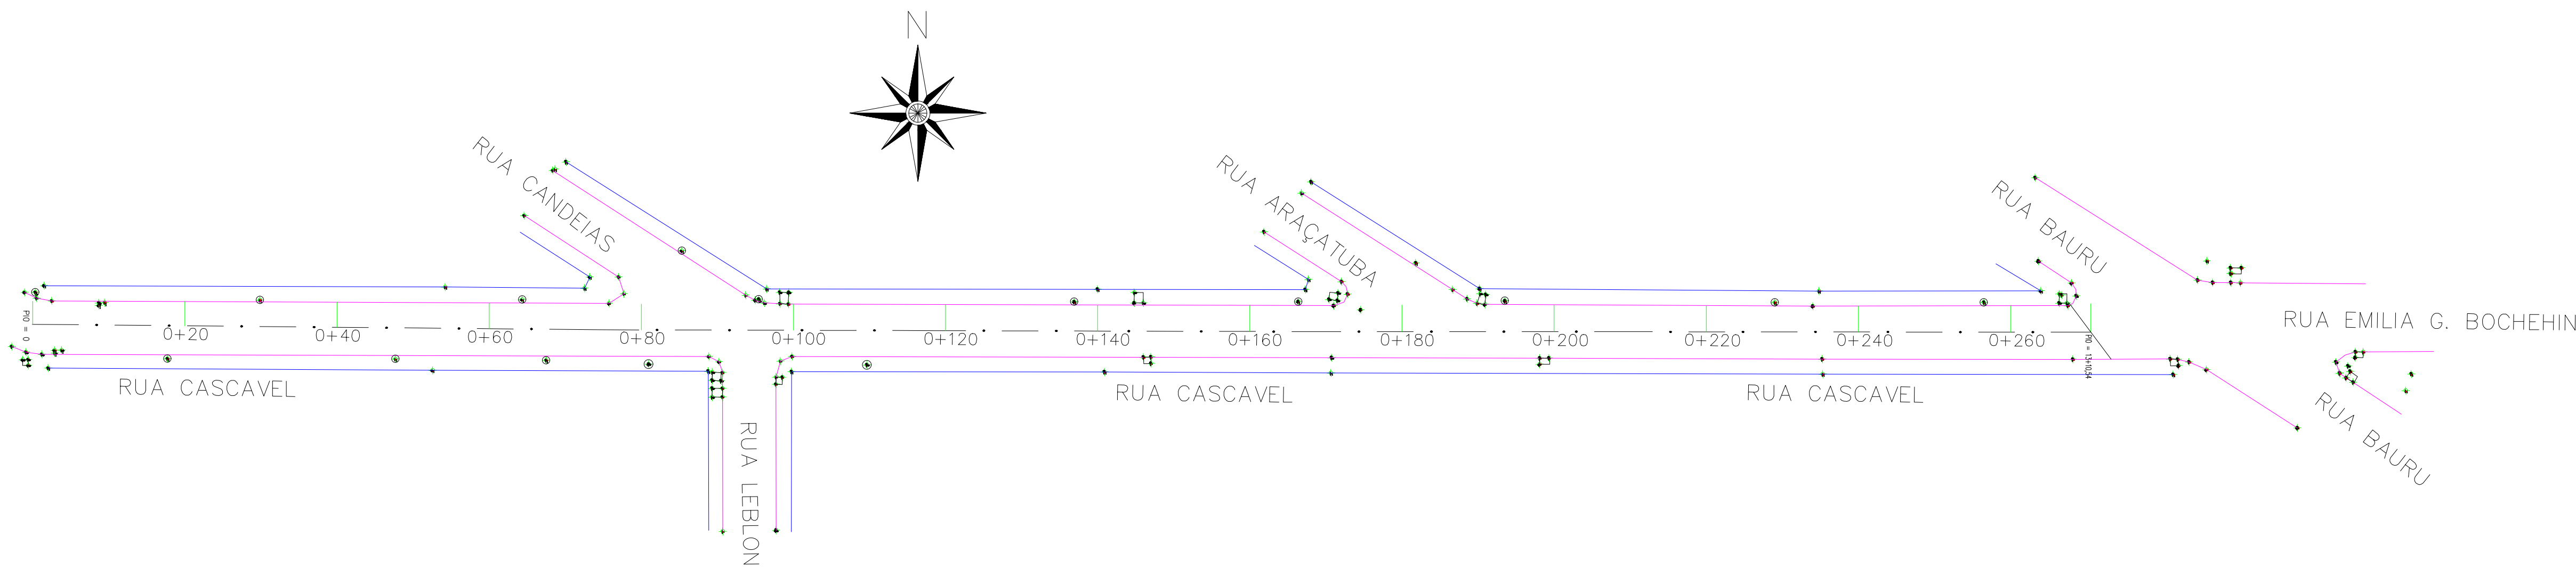 N
RUA CANDEIAS
RUA ARAÇATUBA
RUA BAURU
RUA EMILIA G. BOCHEHIN
PI0 = 0
0+20
0+40
0+60
0+80
0+100
0+120
0+140
0+160
0+180
0+200
0+220
0+240
0+260
RUA CASCAVEL
RUA LEBLON
RUA CASCAVEL
RUA CASCAVEL
RUA BAURU